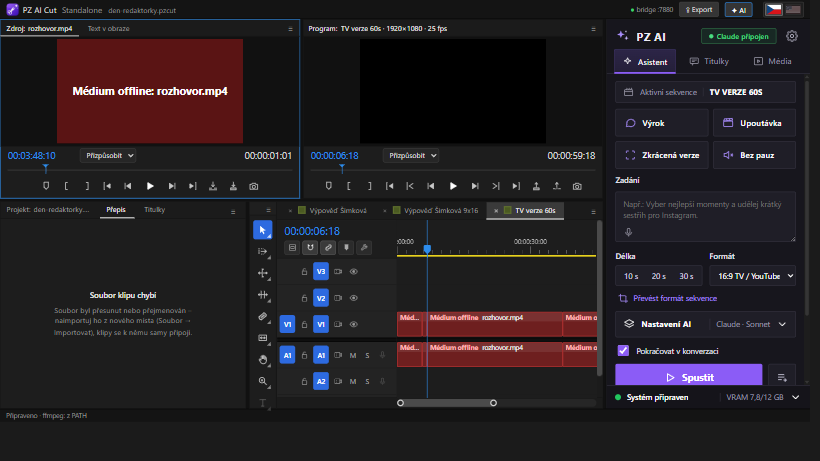 PZ AI Cut Standalone den-redaktorky.pzcut
bridge :7880 Export AI
Zdroj: rozhovor.mp4 Text v obraze
Médium offline: rozhovor.mp4
00:03:48:10 Přizpůsobit 00:00:01:01
Program: TV verze 60s · 1920×1080 · 25 fps
00:00:06:18 Přizpůsobit 00:00:59:18
Projekt: den-redaktorky... Přepis Titulky
Soubor klipu chybí
Soubor byl přesunut nebo přejmenován –
naimportuj ho z nového místa (Soubor →
Importovat), klipy se k němu samy připojí.
× Výpověď Šimková × Výpověď Šimková 9x16 × TV verze 60s
00:00:06:18
:00:00 00:00:30:00
V3
V2
V1 V1 Méd... Médium offline rozhovor.mp4 Médium o
A1 A1 M S Méd... Médium offline rozhovor.mp4 Médium o
A2 M S
T
Připraveno · ffmpeg: z PATH
PZ AI Claude připojen
Asistent Titulky Média
Aktivní sekvence TV VERZE 60S
Výrok Upoutávka
Zkrácená verze Bez pauz
Zadání
Např.: Vyber nejlepší momenty a udělej krátký
sestřih pro Instagram.
Délka Formát
10 s 20 s 30 s 16:9 TV / YouTube
Převést formát sekvence
Nastavení AI Claude · Sonnet
Pokračovat v konverzaci
Spustit
Systém připraven VRAM 7,8/12 GB